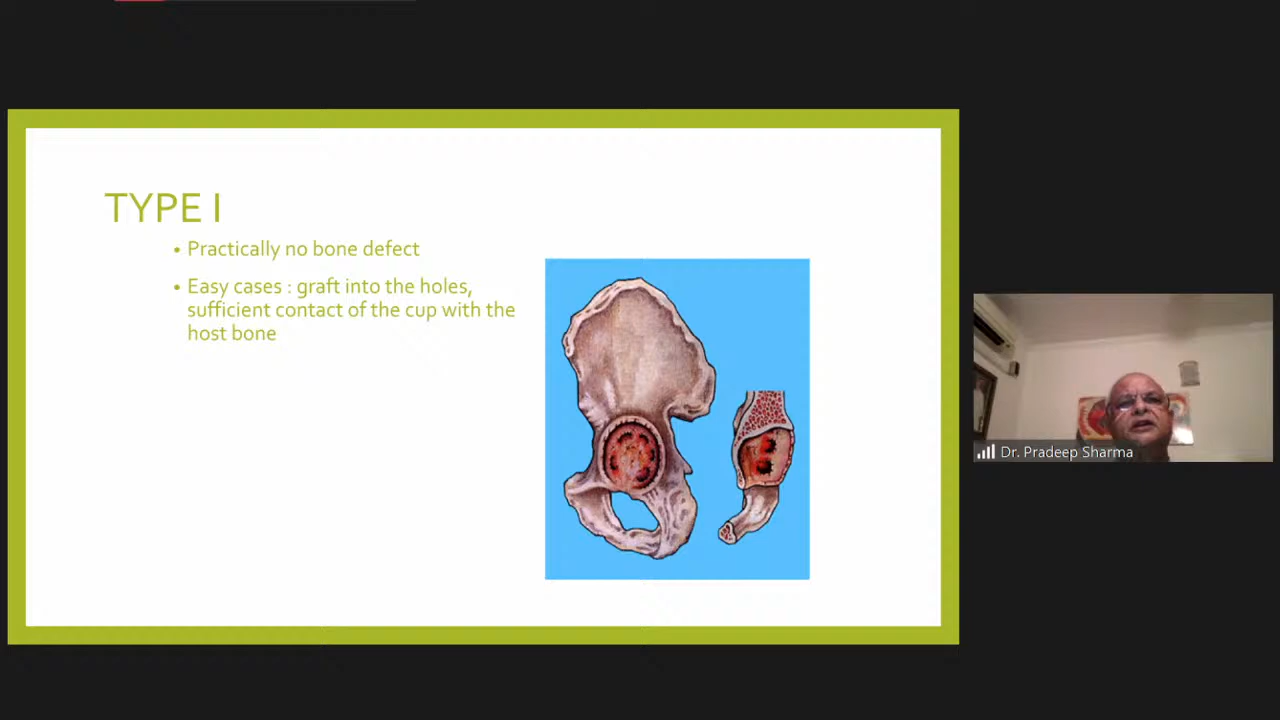 TYPE I
• Practically no bone defect
• Easy cases : graft into the holes,
sufficient contact of the cup with the
host bone
Dr. Pradeep Sharma